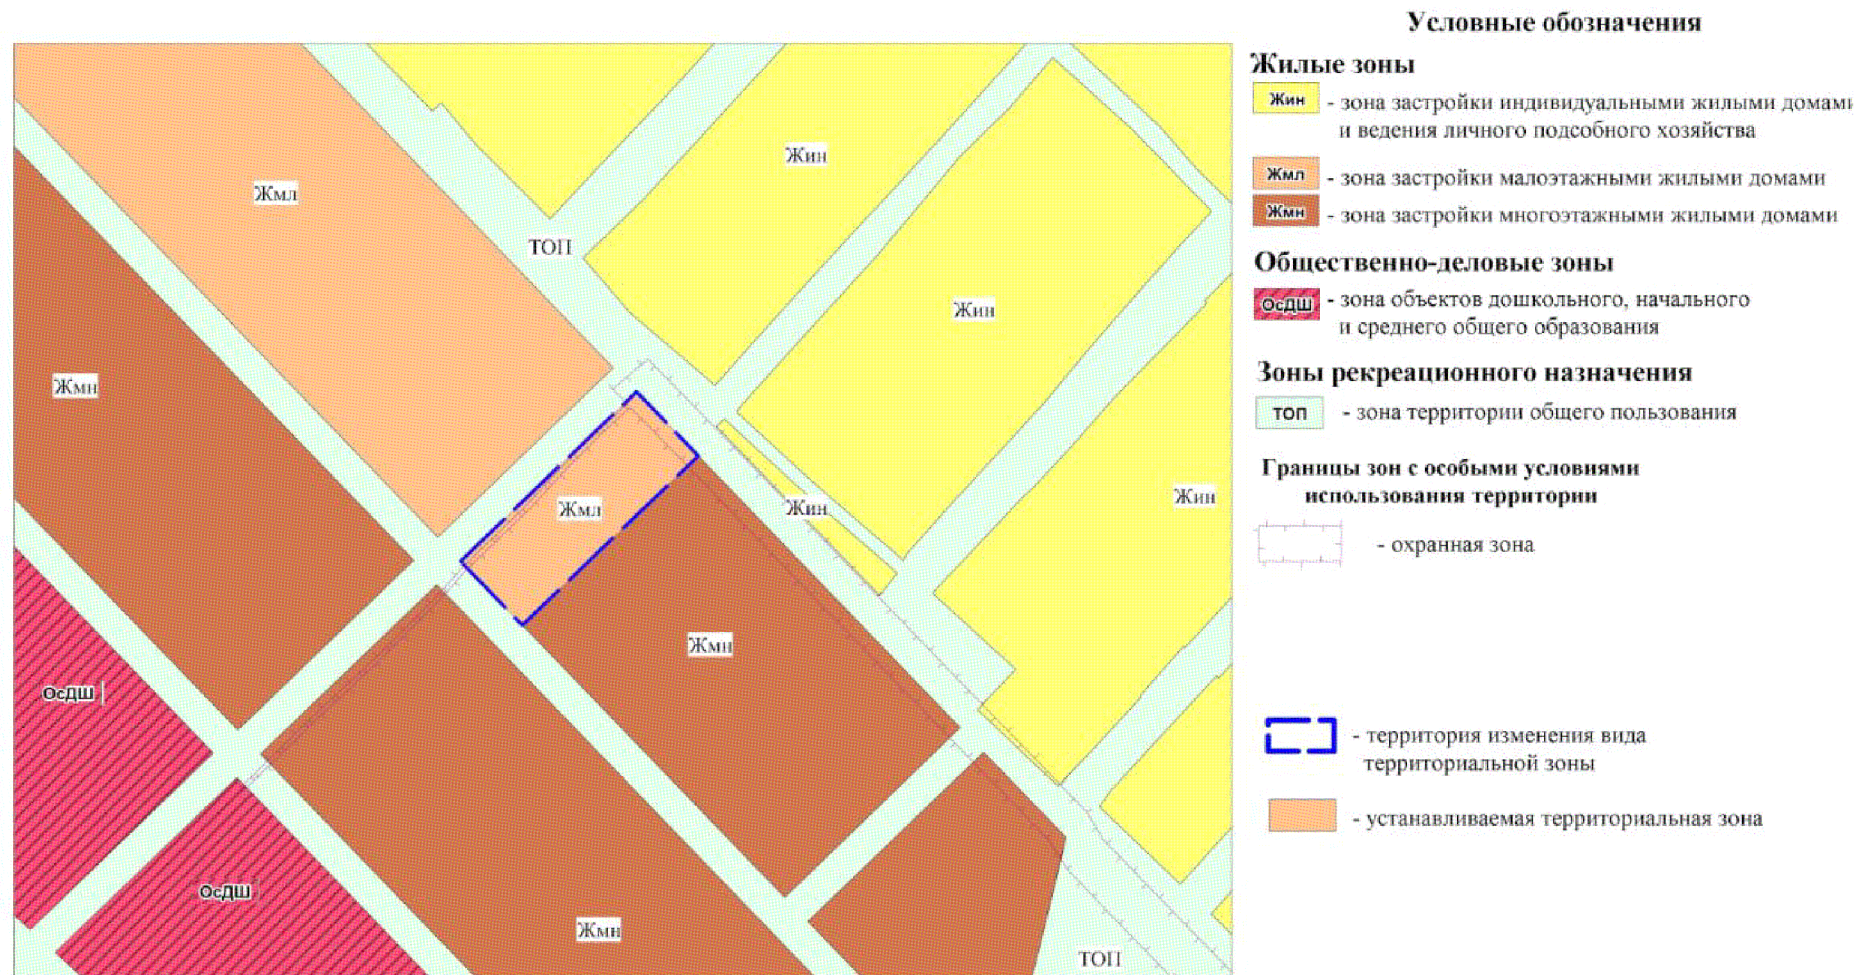 Условные обозначения
Жилые зоны
Жин - зона застройки индивидуальными жилыми домами
и ведения личного подсобного хозяйства
Жмл - зона застройки малоэтажными жилыми домами
Жмн - зона застройки многоэтажными жилыми домами
Общественно-деловые зоны
ОсДШ - зона объектов дошкольного, начального
и среднего общего образования
Зоны рекреационного назначения
ТОП - зона территории общего пользования
Границы зон с особыми условиями
использования территории
- охранная зона
- территория изменения вида
территориальной зоны
- устанавливаемая территориальная зона
Жин
Жмл
ТОП
Жин
Жмн
Жин
Жмл
Жин
Жмн
ОсДШ
ОсДШ
Жмн
ТОП